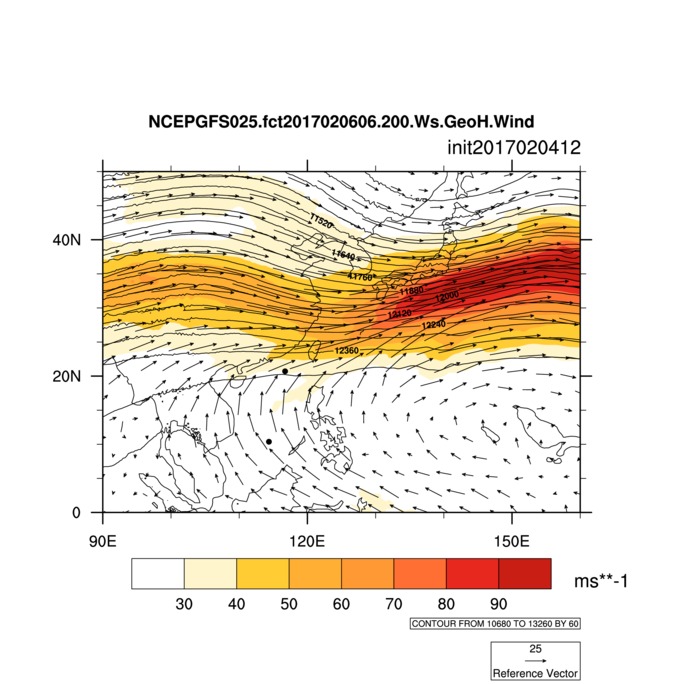 NCEPGFS025.fct2017020606.200.Ws.GeoH.Wind
init2017020412
11520
40N
11640
11760
11880
12000
12120
12240
12360
20N
0
90E 120E 150E
ms**-1
30 40 50 60 70 80 90
CONTOUR FROM 10680 TO 13260 BY 60
25
Reference Vector